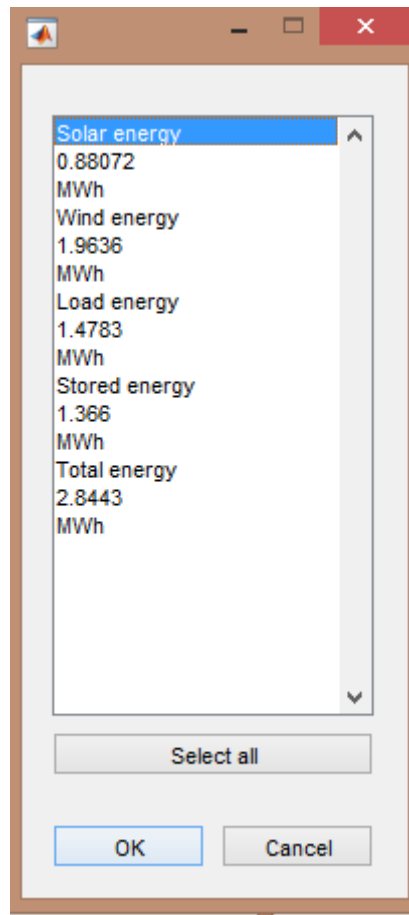 Solar energy
0.88072
MWh
Wind energy
1.9636
MWh
Load energy
1.4783
MWh
Stored energy
1.366
MWh
Total energy
2.8443
MWh
Select all
OK
Cancel